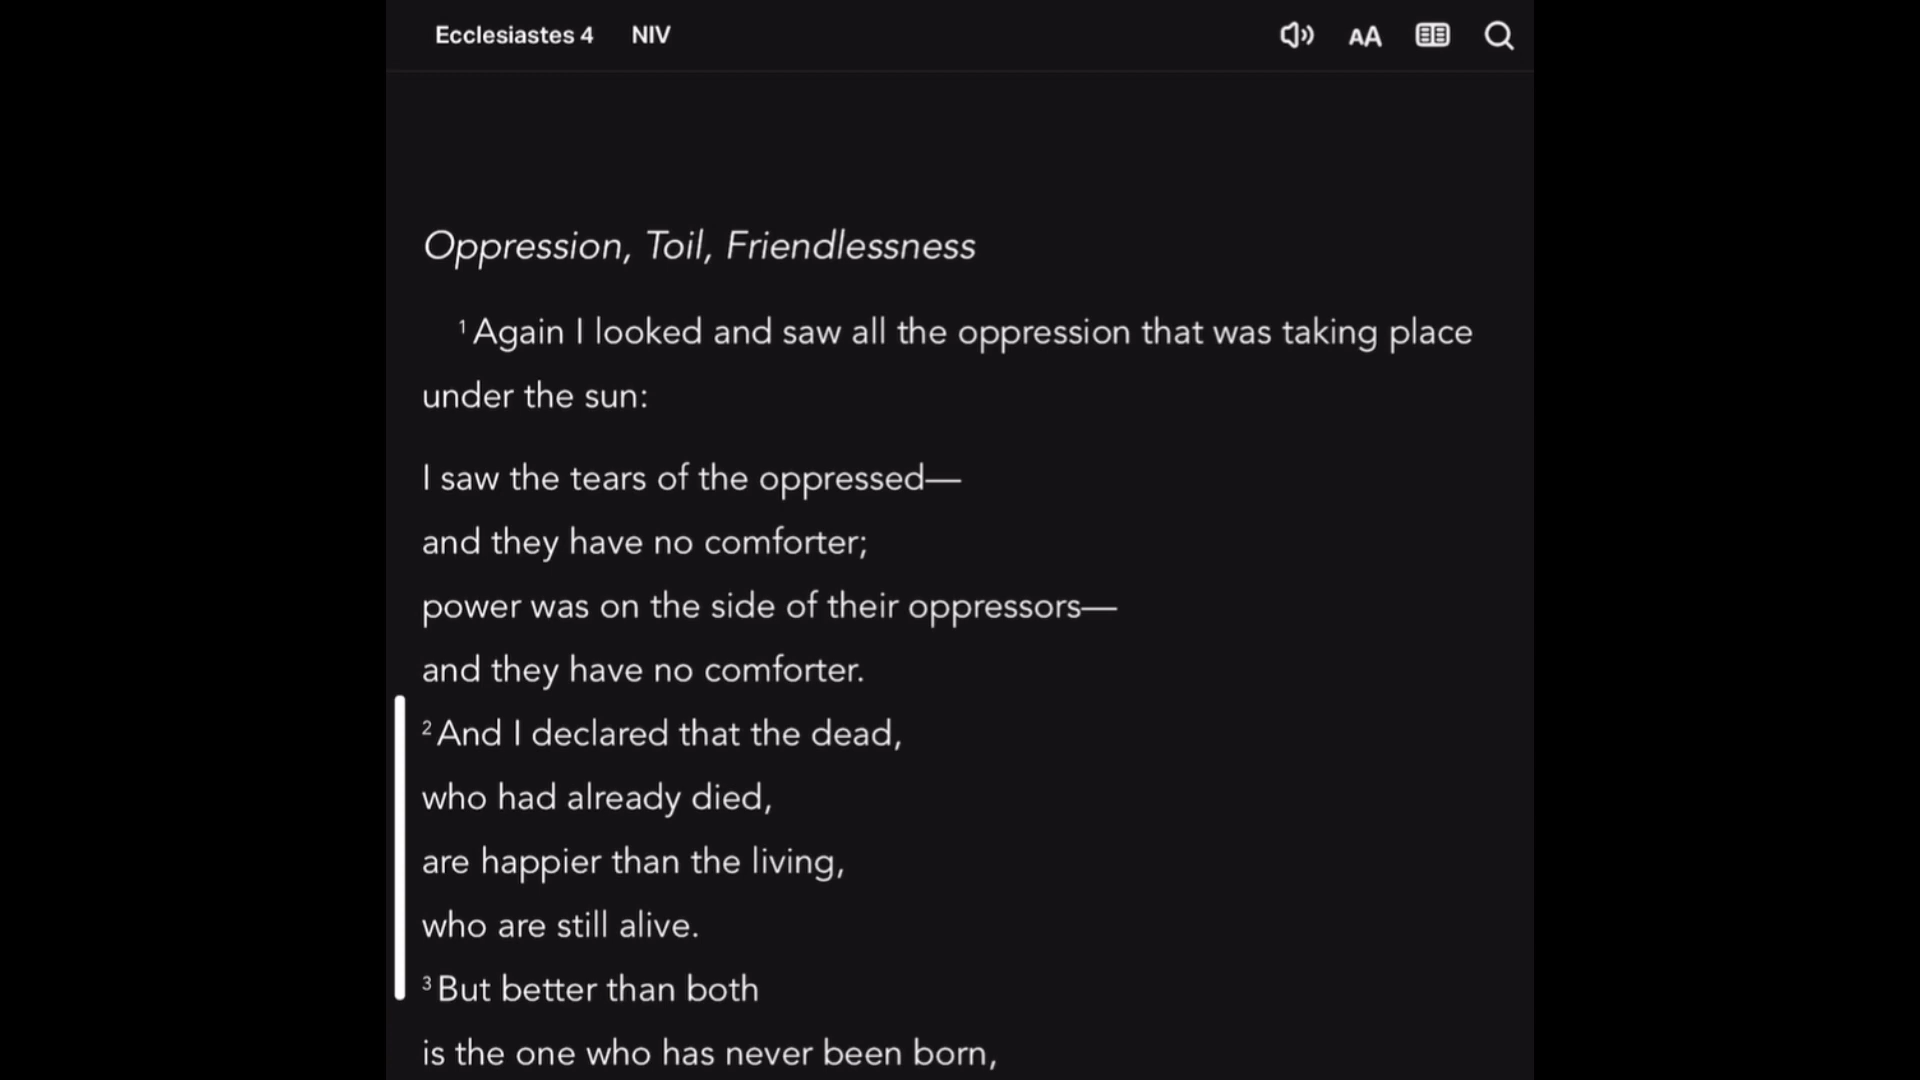 Ecclesiastes 4 NIV
AA
Oppression, Toil, Friendlessness
1 Again I looked and saw all the oppression that was taking place
under the sun:
I saw the tears of the oppressed—
and they have no comforter;
power was on the side of their oppressors—
and they have no comforter.
2 And I declared that the dead,
who had already died,
are happier than the living,
who are still alive.
3 But better than both
is the one who has never been born,